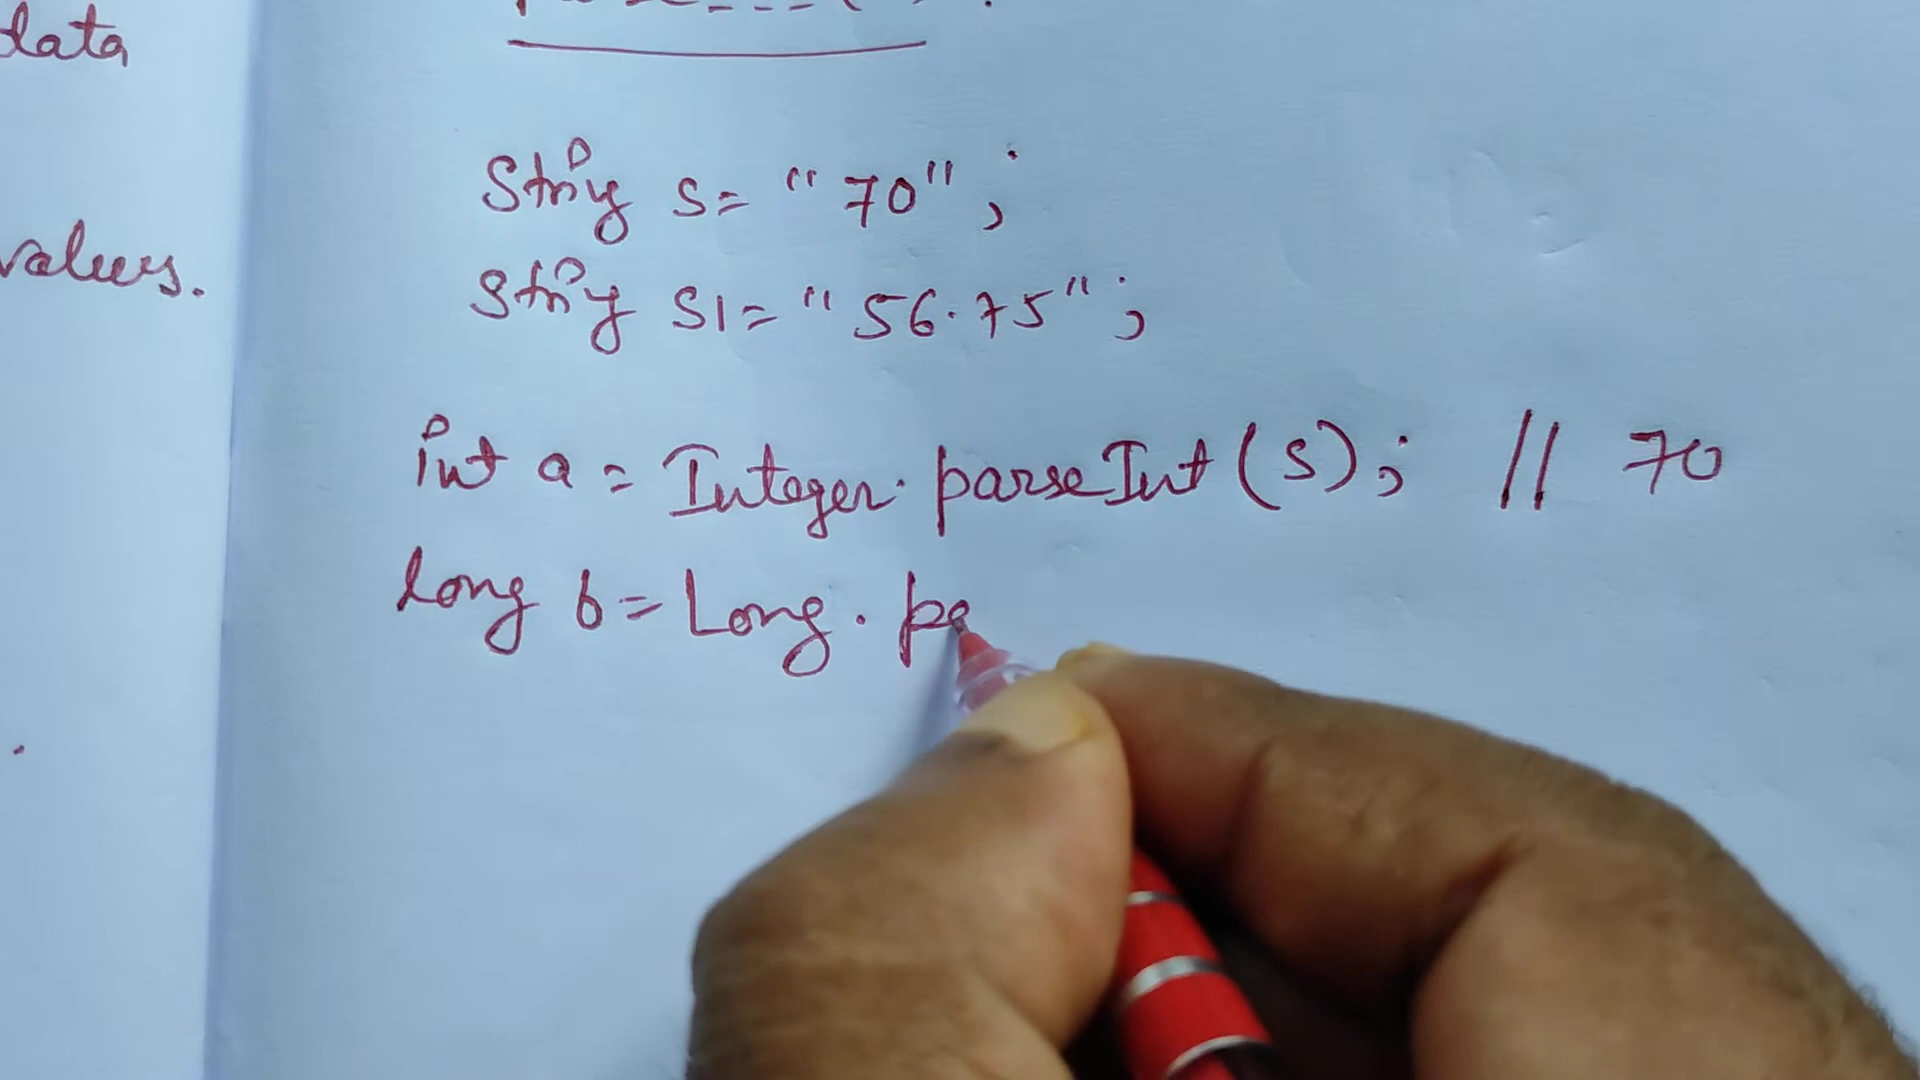 data
values.
String s = "70";
String s1 = "56.75";
int a = Integer.parseInt(s); // 70
long b = Long.pa